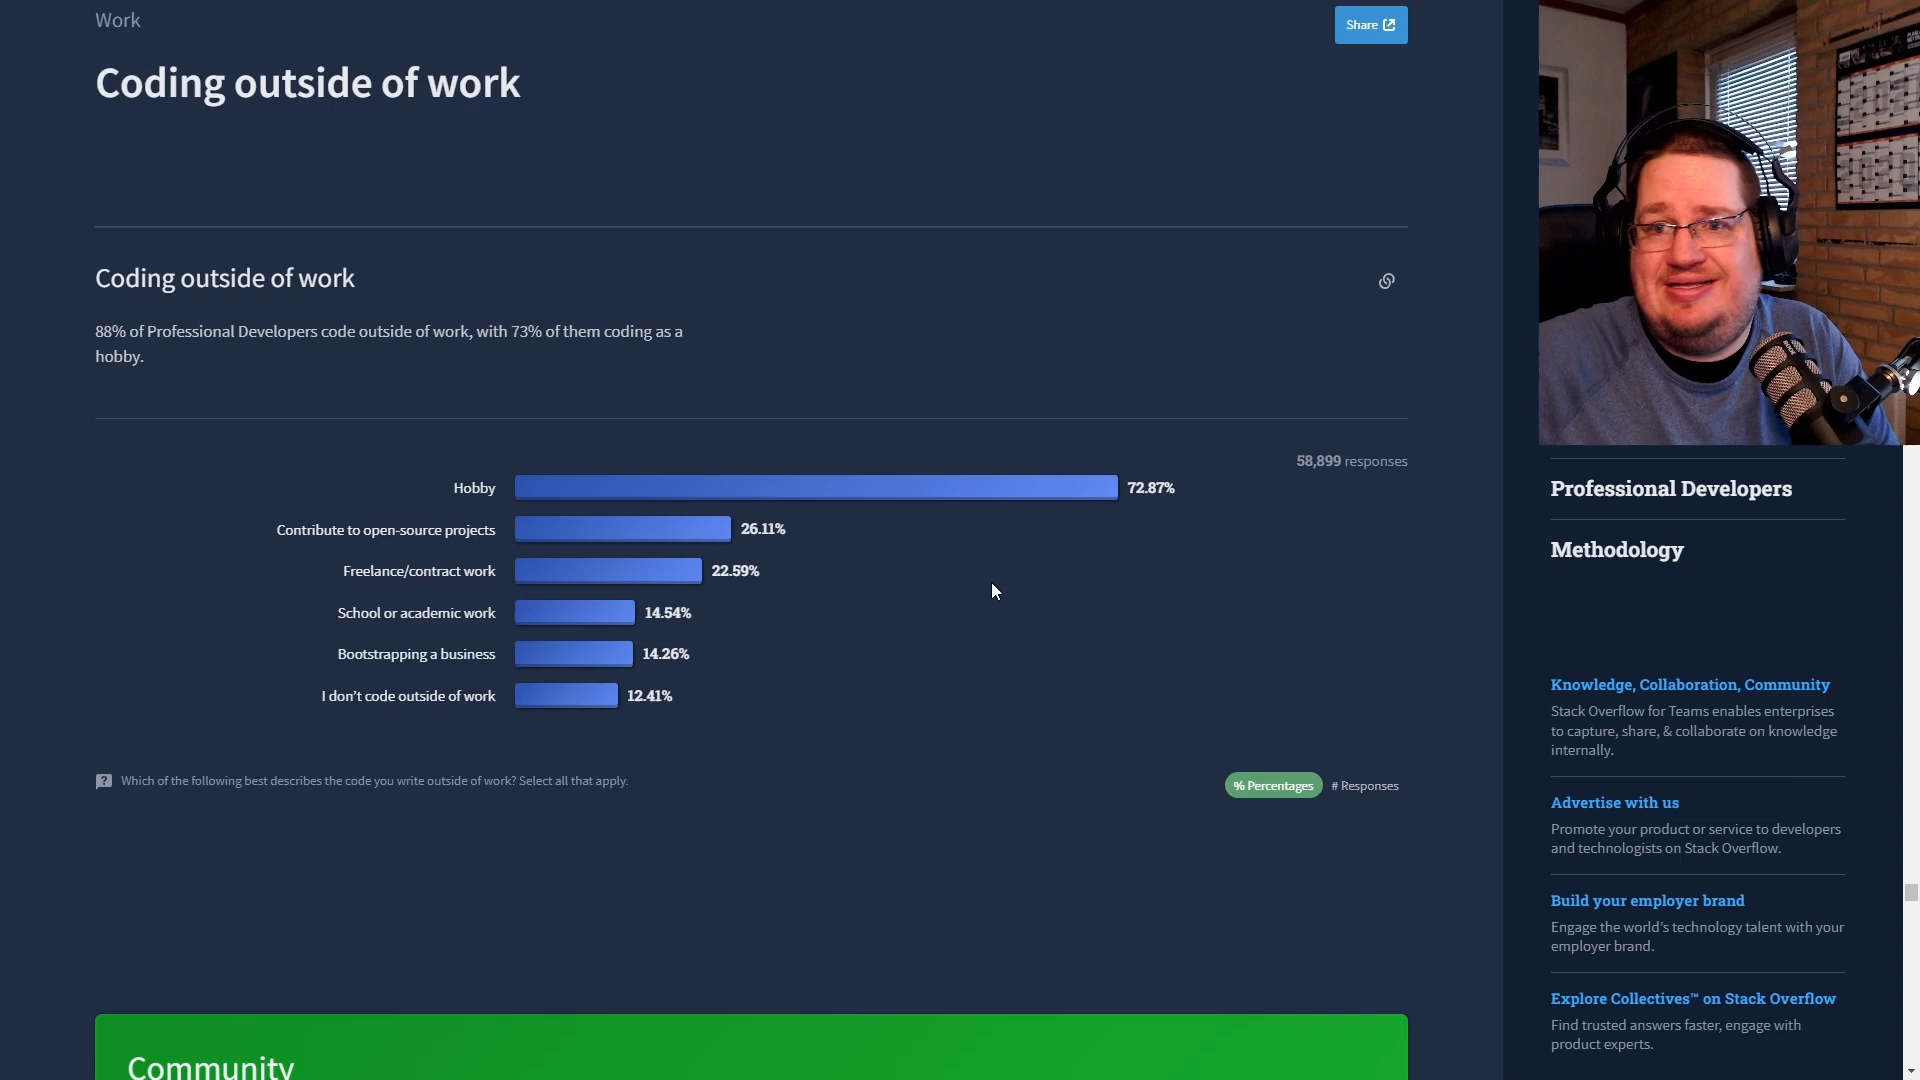 Work
Share
Coding outside of work
Coding outside of work
88% of Professional Developers code outside of work, with 73% of them coding as a
hobby.
58,899 responses
Hobby 72.87%
Contribute to open-source projects 26.11%
Freelance/contract work 22.59%
School or academic work 14.54%
Bootstrapping a business 14.26%
I don’t code outside of work 12.41%
Which of the following best describes the code you write outside of work? Select all that apply.
% Percentages # Responses
Community
Professional Developers
Methodology
Knowledge, Collaboration, Community
Stack Overflow for Teams enables enterprises
to capture, share, & collaborate on knowledge
internally.
Advertise with us
Promote your product or service to developers
and technologists on Stack Overflow.
Build your employer brand
Engage the world’s technology talent with your
employer brand.
Explore Collectives™ on Stack Overflow
Find trusted answers faster, engage with
product experts.